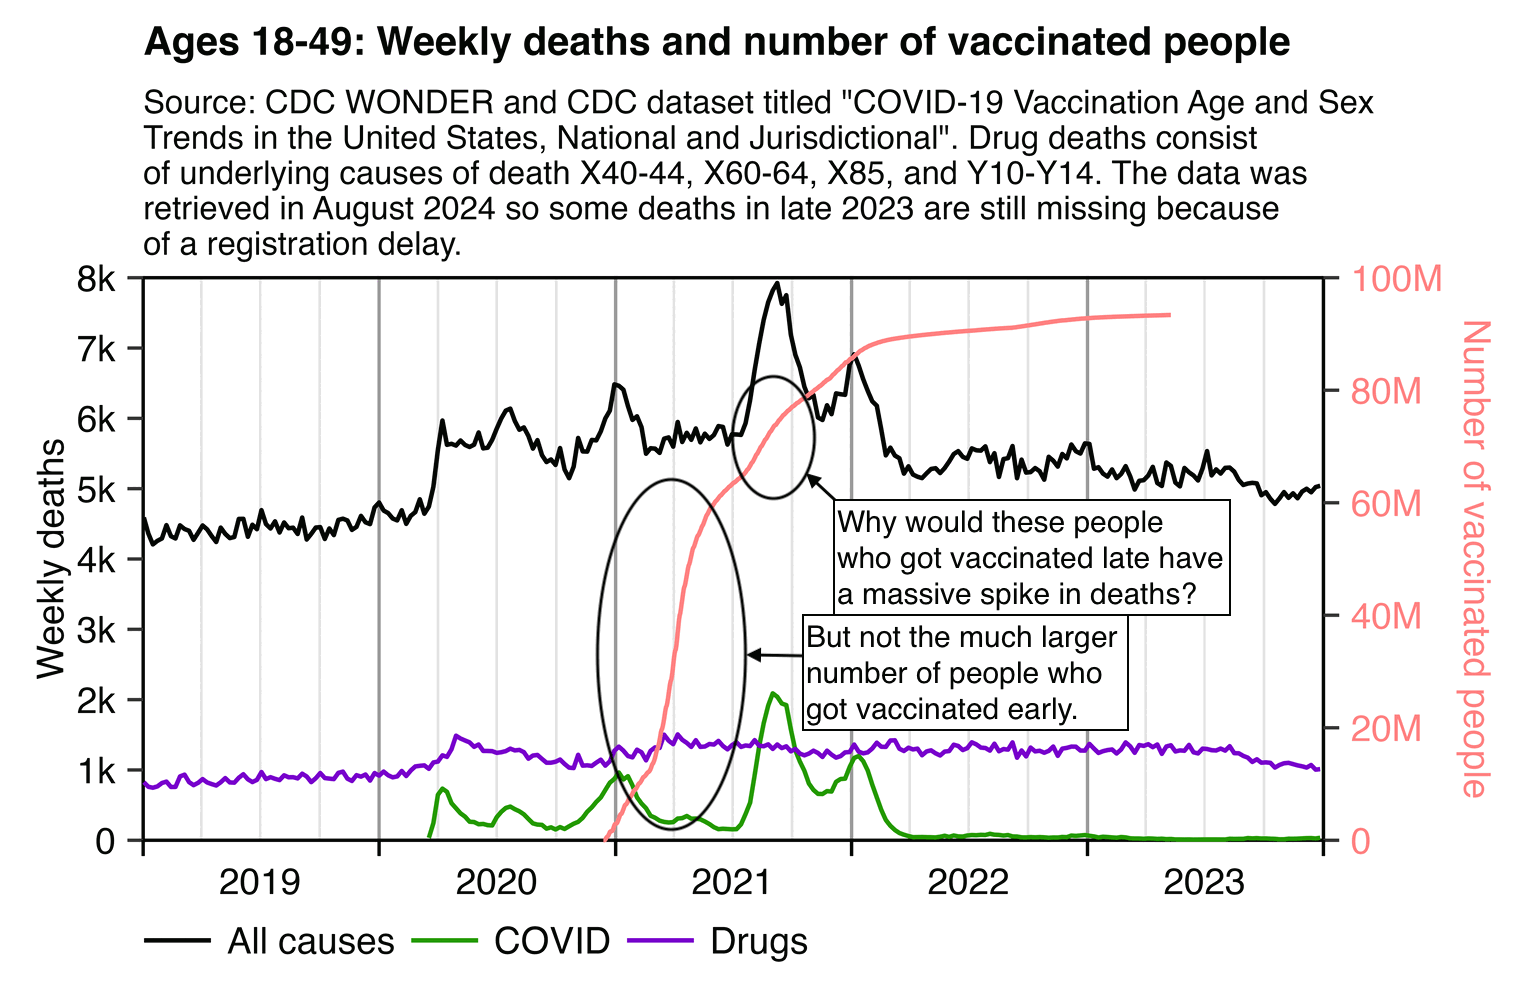 Ages 18-49: Weekly deaths and number of vaccinated people
Source: CDC WONDER and CDC dataset titled "COVID-19 Vaccination Age and Sex
Trends in the United States, National and Jurisdictional". Drug deaths consist
of underlying causes of death X40-44, X60-64, X85, and Y10-Y14. The data was
retrieved in August 2024 so some deaths in late 2023 are still missing because
of a registration delay.
8k
7k
6k
5k
4k
3k
2k
1k
0
Weekly deaths
100M
80M
60M
40M
20M
0
Number of vaccinated people
Why would these people
who got vaccinated late have
a massive spike in deaths?
But not the much larger
number of people who
got vaccinated early.
2019 2020 2021 2022 2023
All causes COVID Drugs